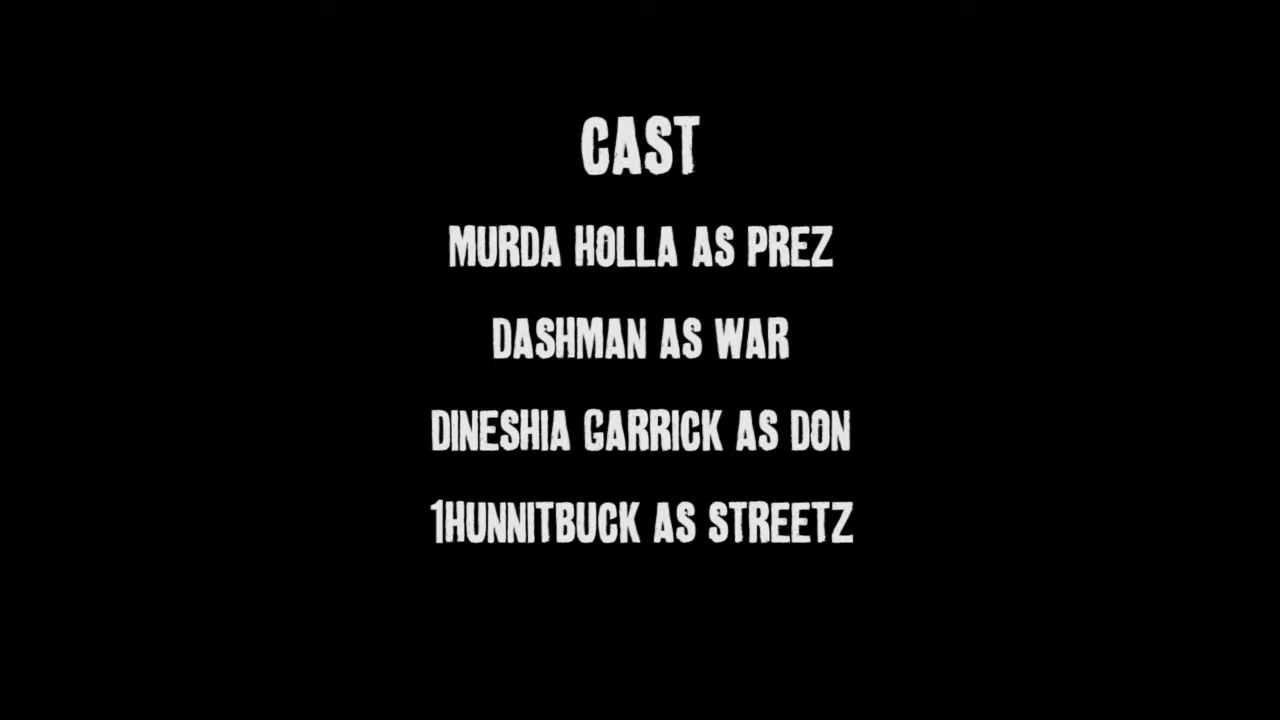 CAST
MURDA HOLLA AS PREZ
DASHMAN AS WAR
DINESHIA GARRICK AS DON
1HUNNITBUCK AS STREETZ